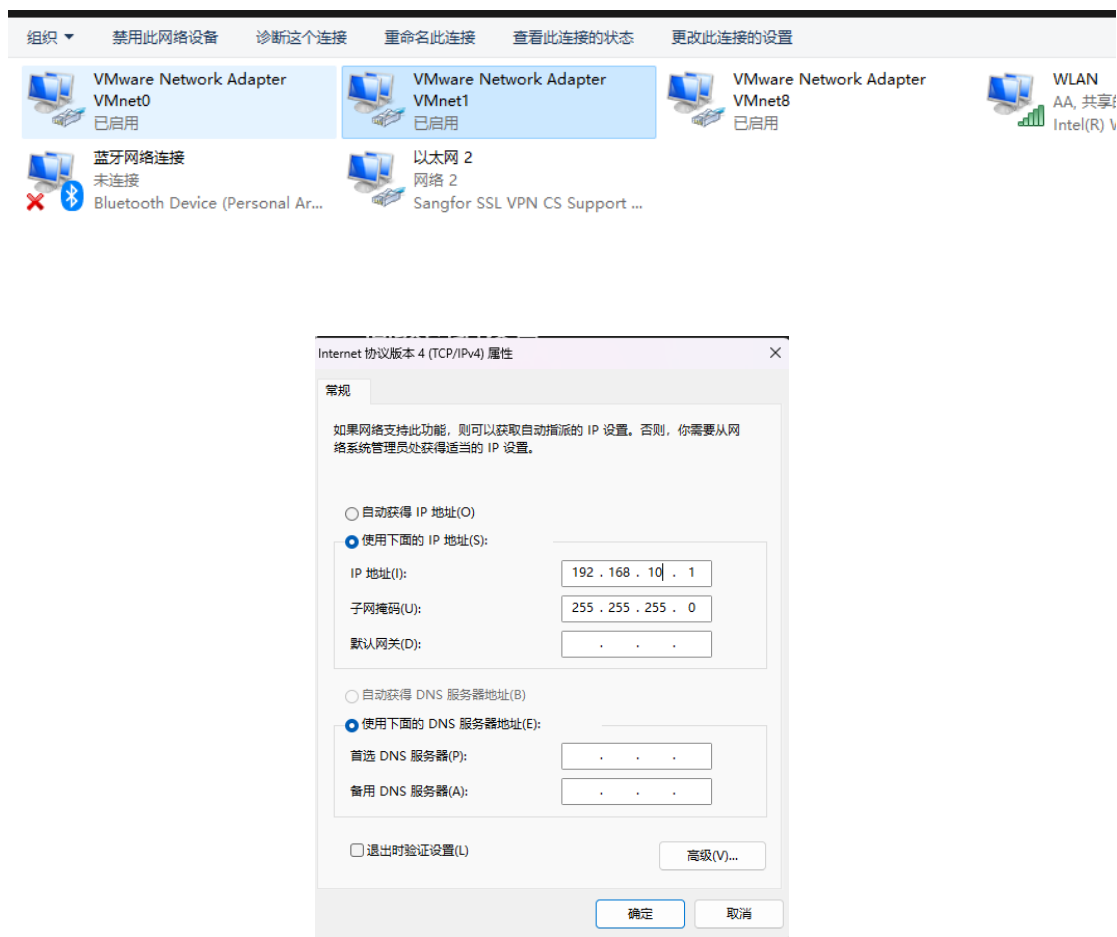 组织 禁用此网络设备 诊断这个连接 重命名此连接 查看此连接的状态 更改此连接的设置
VMware Network Adapter
VMnet0
已启用
VMware Network Adapter
VMnet1
已启用
VMware Network Adapter
VMnet8
已启用
WLAN
AA, 共享
Intel(R)
蓝牙网络连接
未连接
Bluetooth Device (Personal Ar...
以太网 2
网络 2
Sangfor SSL VPN CS Support ...
Internet 协议版本 4 (TCP/IPv4) 属性
常规
如果网络支持此功能，则可以获取自动指派的 IP 设置。否则，你需要从网
络系统管理员处获得适当的 IP 设置。
自动获得 IP 地址(O)
使用下面的 IP 地址(S):
IP 地址(I): 192 . 168 . 10 . 1
子网掩码(U): 255 . 255 . 255 . 0
默认网关(D): . . .
自动获得 DNS 服务器地址(B)
使用下面的 DNS 服务器地址(E):
首选 DNS 服务器(P): . . .
备用 DNS 服务器(A): . . .
退出时验证设置(L)
高级(V)...
确定 取消